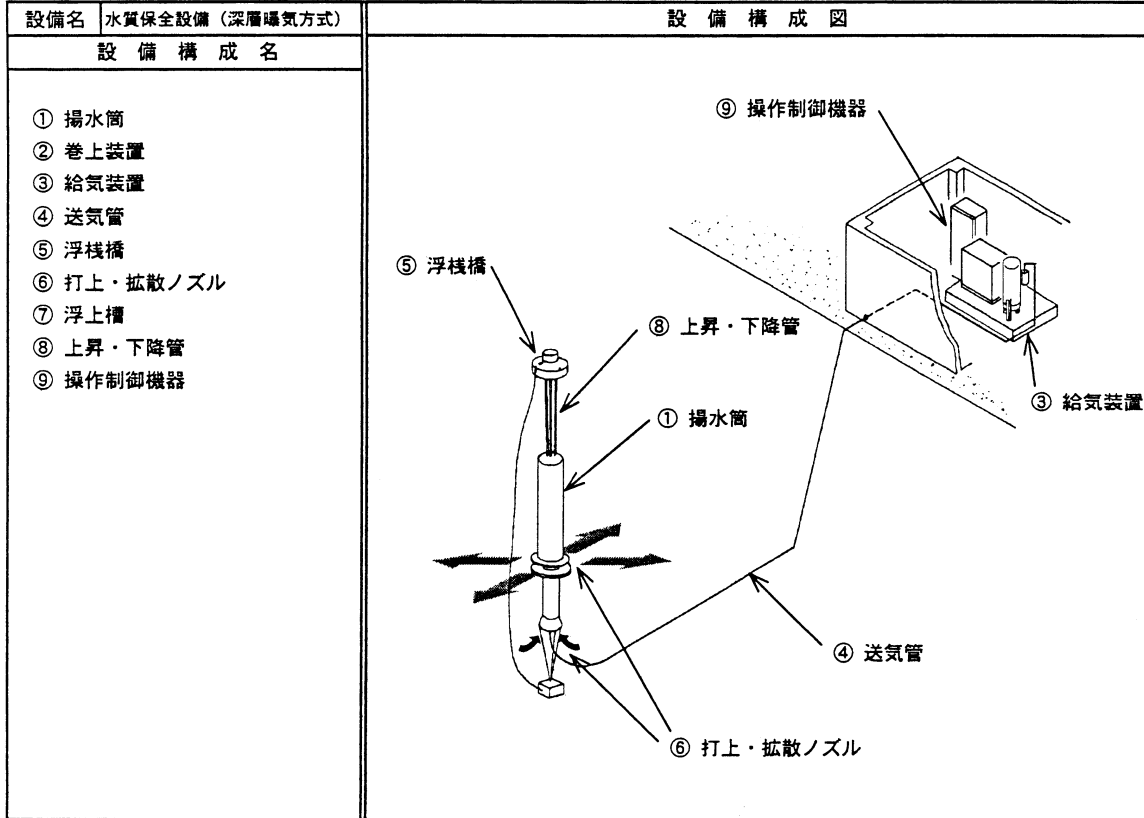 設備名 水質保全設備（深層曝気方式）
設備構成名
① 揚水筒
② 巻上装置
③ 給気装置
④ 送気管
⑤ 浮桟橋
⑥ 打上・拡散ノズル
⑦ 浮上槽
⑧ 上昇・下降管
⑨ 操作制御機器
設備構成図
⑨ 操作制御機器
⑤ 浮桟橋
⑧ 上昇・下降管
③ 給気装置
① 揚水筒
④ 送気管
⑥ 打上・拡散ノズル